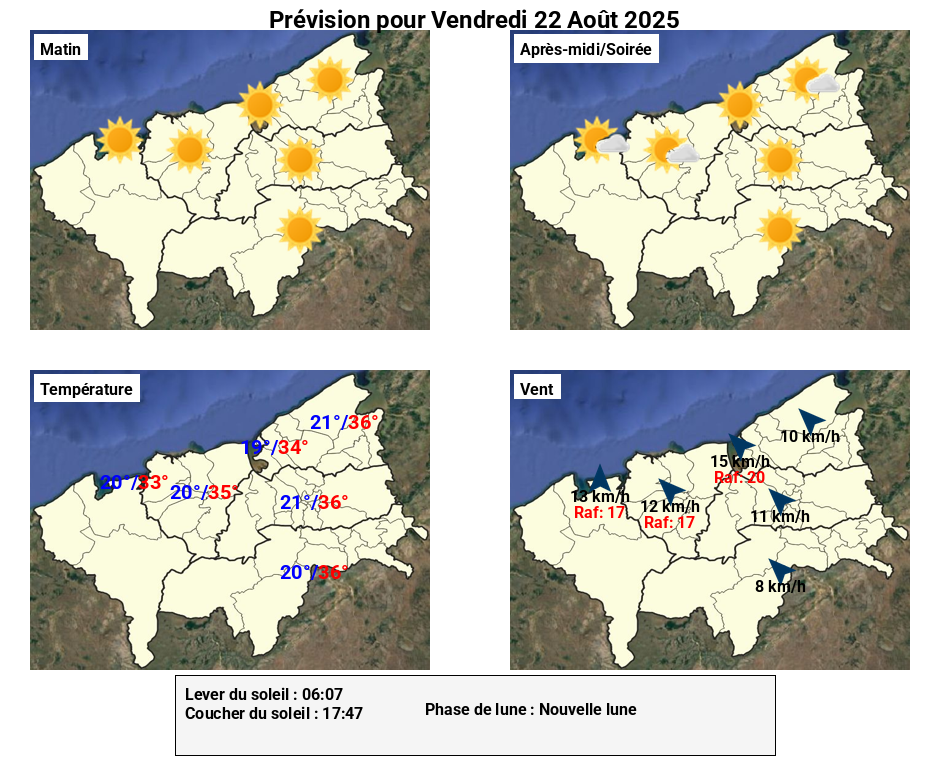 Prévision pour Vendredi 22 Août 2025
Matin
Après-midi/Soirée
Température
21°/36°
19°/34°
20°/33°
20°/35°
21°/36°
20°/36°
Vent
10 km/h
15 km/h
Raf: 20
13 km/h
Raf: 17
12 km/h
Raf: 17
11 km/h
8 km/h
Lever du soleil : 06:07
Coucher du soleil : 17:47
Phase de lune : Nouvelle lune